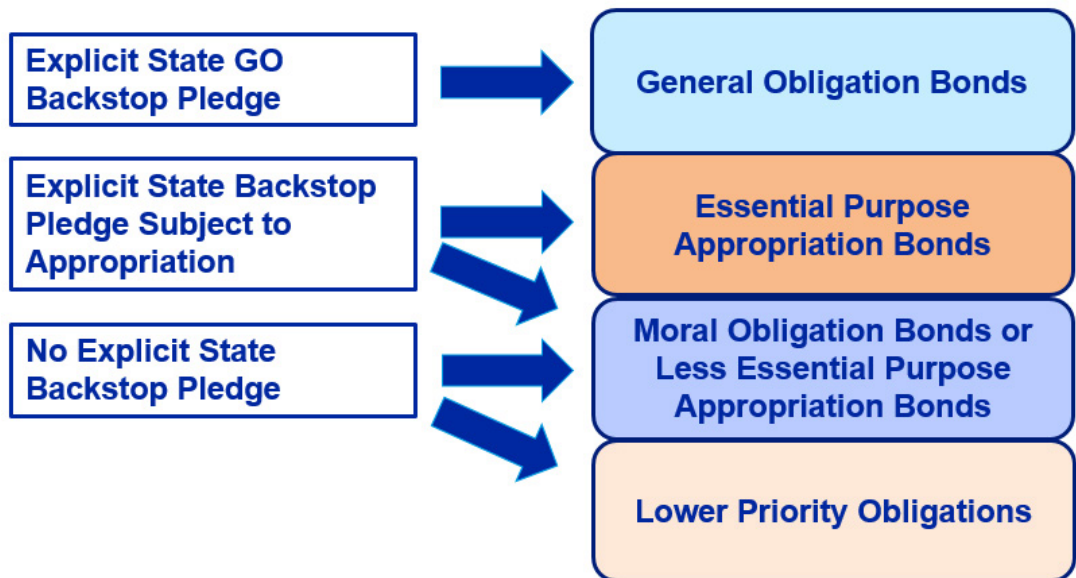 Explicit State GO
Backstop Pledge
General Obligation Bonds
Explicit State Backstop
Pledge Subject to
Appropriation
Essential Purpose
Appropriation Bonds
No Explicit State
Backstop Pledge
Moral Obligation Bonds or
Less Essential Purpose
Appropriation Bonds
Lower Priority Obligations